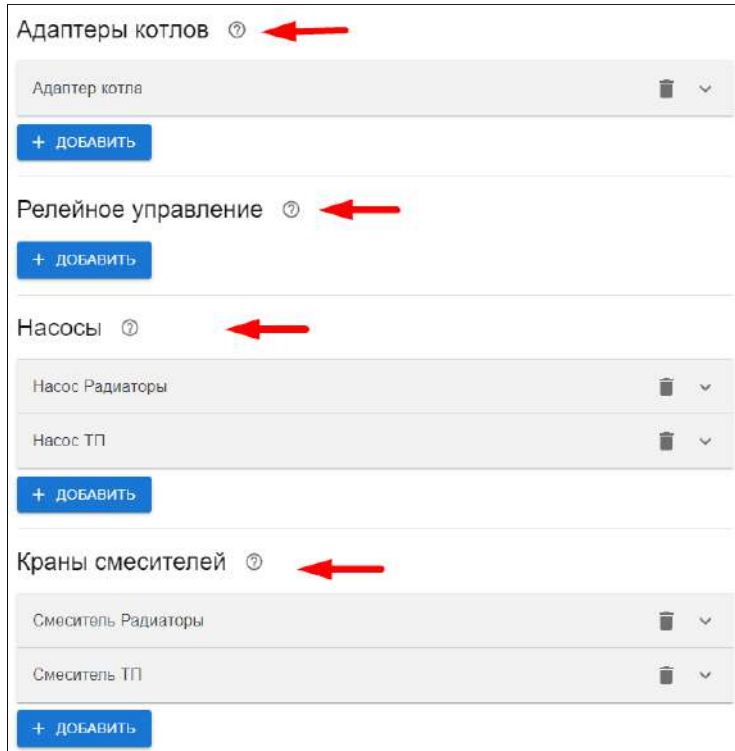 Адаптеры котлов
Адаптер котла
+ ДОБАВИТЬ
Релейное управление
+ ДОБАВИТЬ
Насосы
Насос Радиаторы
Насос ТП
+ ДОБАВИТЬ
Краны смесителей
Смеситель Радиаторы
Смеситель ТП
+ ДОБАВИТЬ